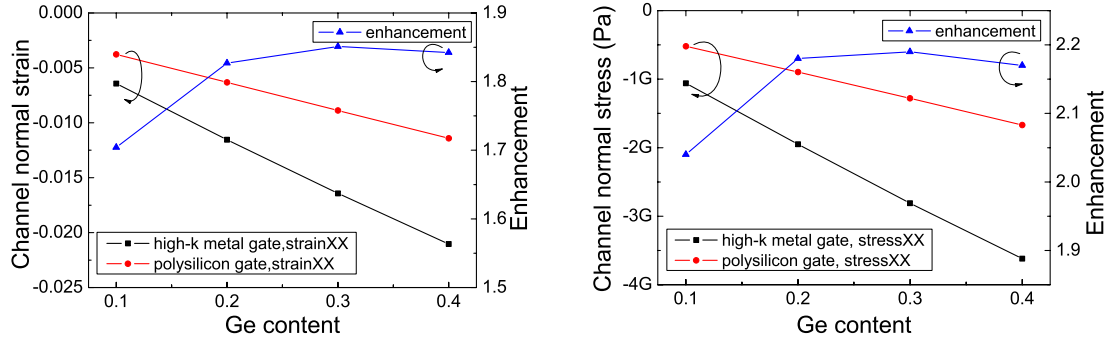 Channel normal strain
0.000
-0.005
-0.010
-0.015
-0.020
-0.025
enhancement
high-k metal gate,strainXX
polysilicon gate,strainXX
0.1
0.2
0.3
0.4
Ge content
1.9
1.8
1.7
1.6
1.5
Enhancement
Channel normal stress (Pa)
0
-1G
-2G
-3G
-4G
enhancement
high-k metal gate, stressXX
polysilicon gate, stressXX
0.1
0.2
0.3
0.4
Ge content
2.2
2.1
2.0
1.9
Enhancement